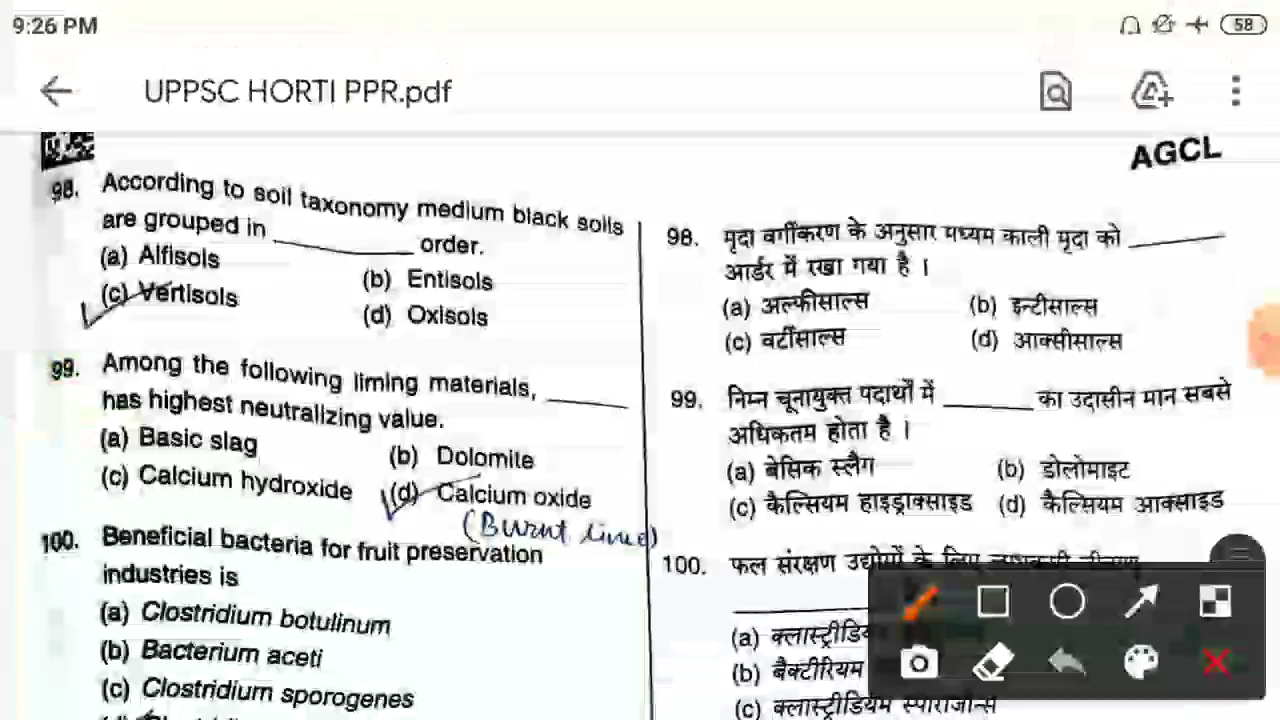 9:26 PM
58
UPPSC HORTI PPR.pdf
AGCL
98. According to soil taxonomy medium black soils
are grouped in __________ order.
(a) Alfisols
(b) Entisols
(c) Vertisols
(d) Oxisols
99. Among the following liming materials, ______
has highest neutralizing value.
(a) Basic slag
(b) Dolomite
(c) Calcium hydroxide
(d) Calcium oxide
(Burnt lime)
100. Beneficial bacteria for fruit preservation
industries is
(a) Clostridium botulinum
(b) Bacterium aceti
(c) Clostridium sporogenes
98. मृदा वर्गीकरण के अनुसार मध्यम काली मृदा को ______
आर्डर में रखा गया है ।
(a) अल्फीसाल्स
(b) इन्टीसाल्स
(c) वर्टीसाल्स
(d) आक्सीसाल्स
99. निम्न चूनायुक्त पदार्थों में ______ का उदासीन मान सबसे
अधिकतम होता है ।
(a) बेसिक स्लैग
(b) डोलोमाइट
(c) कैल्सियम हाइड्राक्साइड
(d) कैल्सियम आक्साइड
100. फल संरक्षण उद्योगों के लिए
(a)
(b) बैक्टीरियम
(c) क्लास्ट्रीडियम स्पोरोजीन्स